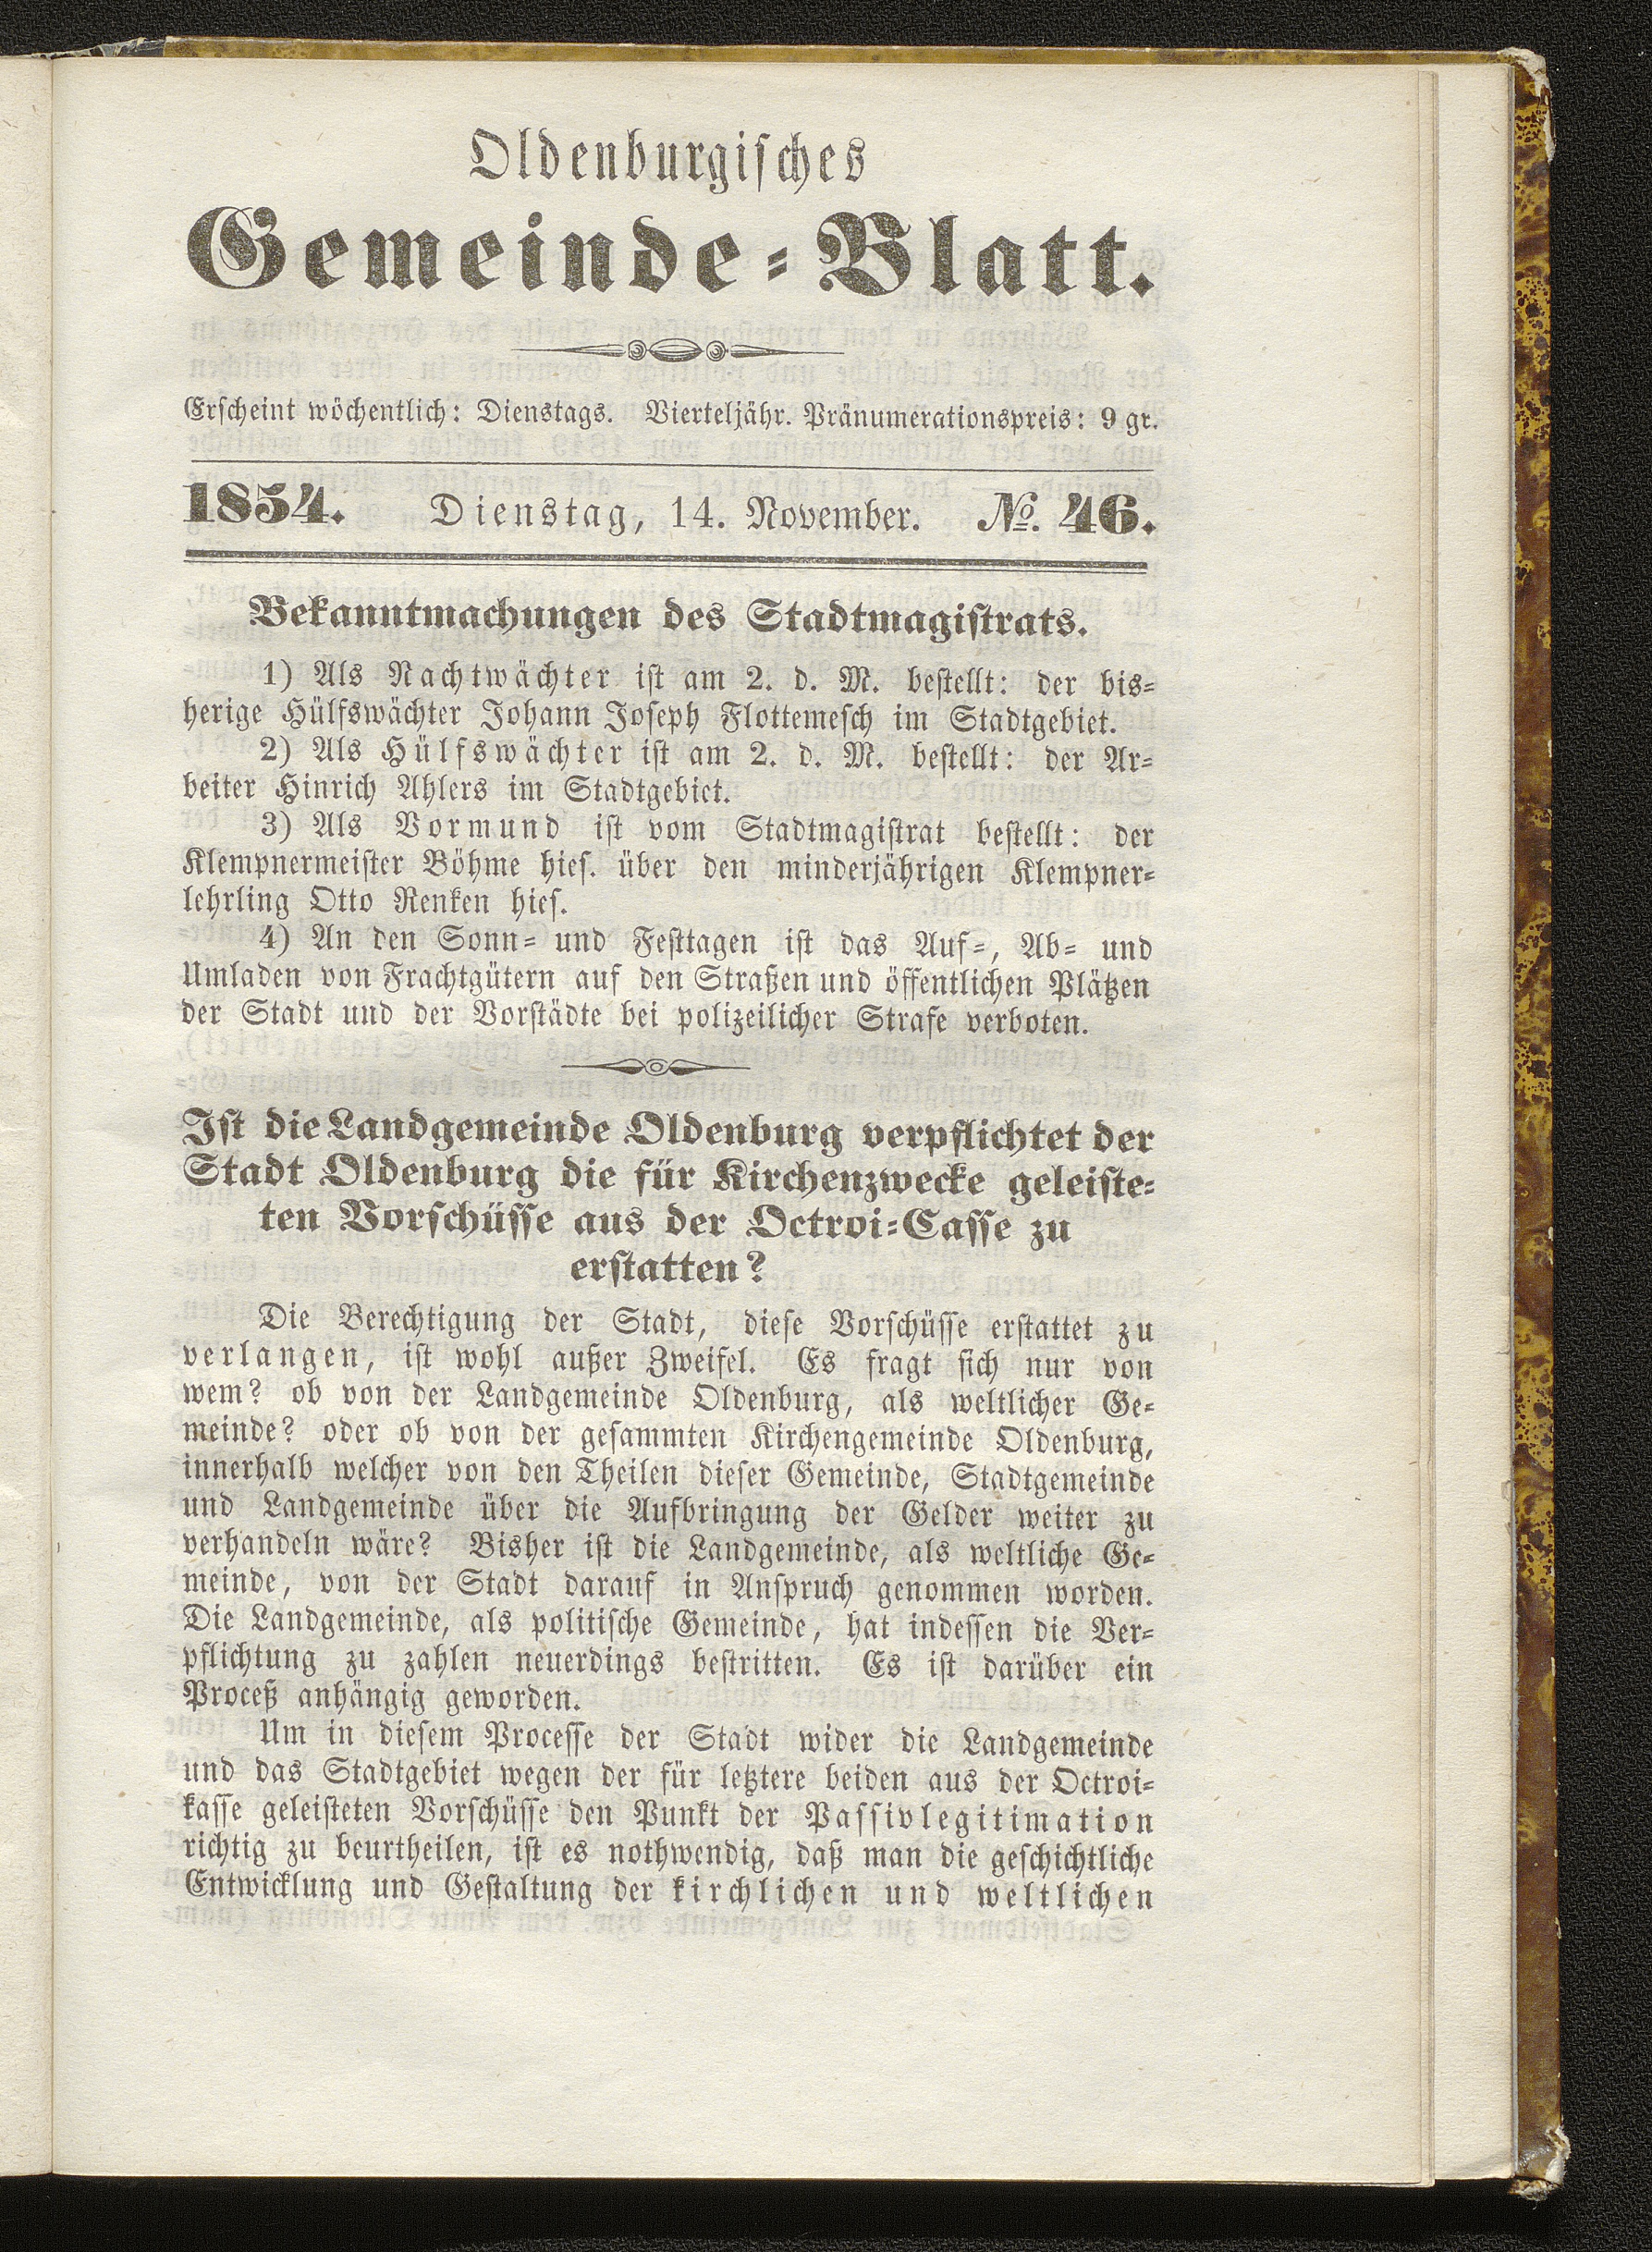 Oldenburgisches
Gemeinde-Blatt.
Erscheint wöchentlich: Dienstags. Vierteljähr. Pränumerationspreis: 9 gr.
1854. Dienstag, 14. November. No. 46.
Bekanntmachungen des Stadtmagistrats.
1) Als Nachtwächter ist am 2. d. M. bestellt: der bis-
herige Hülfswächter Johann Joseph Flottemesch im Stadtgebiet.
2) Als Hülfswächter ist am 2. d. M. bestellt: der Ar-
beiter Hinrich Ahlers im Stadtgebiet.
3) Als Vormund ist vom Stadtmagistrat bestellt: der
Klempnermeister Böhme hies. über den minderjährigen Klempner-
lehrling Otto Renken hies.
4) An den Sonn- und Festtagen ist das Auf-, Ab- und
Umladen von Frachtgütern auf den Straßen und öffentlichen Plätzen
der Stadt und der Vorstädte bei polizeilicher Strafe verboten.
Ist die Landgemeinde Oldenburg verpflichtet der
Stadt Oldenburg die für Kirchenzwecke geleiste-
ten Vorschüsse aus der Octroi-Casse zu
erstatten?
Die Berechtigung der Stadt, diese Vorschüsse erstattet zu
verlangen, ist wohl außer Zweifel. Es fragt sich nur von
wem? ob von der Landgemeinde Oldenburg, als weltlicher Ge-
meinde? oder ob von der gesammten Kirchengemeinde Oldenburg,
innerhalb welcher von den Theilen dieser Gemeinde, Stadtgemeinde
und Landgemeinde über die Aufbringung der Gelder weiter zu
verhandeln wäre? Bisher ist die Landgemeinde, als weltliche Ge-
meinde, von der Stadt darauf in Anspruch genommen worden.
Die Landgemeinde, als politische Gemeinde, hat indessen die Ver-
pflichtung zu zahlen neuerdings bestritten. Es ist darüber ein
Proceß anhängig geworden.
Um in diesem Processe der Stadt wider die Landgemeinde
und das Stadtgebiet wegen der für letztere beiden aus der Octroi-
kasse geleisteten Vorschüsse den Punkt der Passivlegitimation
richtig zu beurtheilen, ist es nothwendig, daß man die geschichtliche
Entwicklung und Gestaltung der kirchlichen und weltlichen